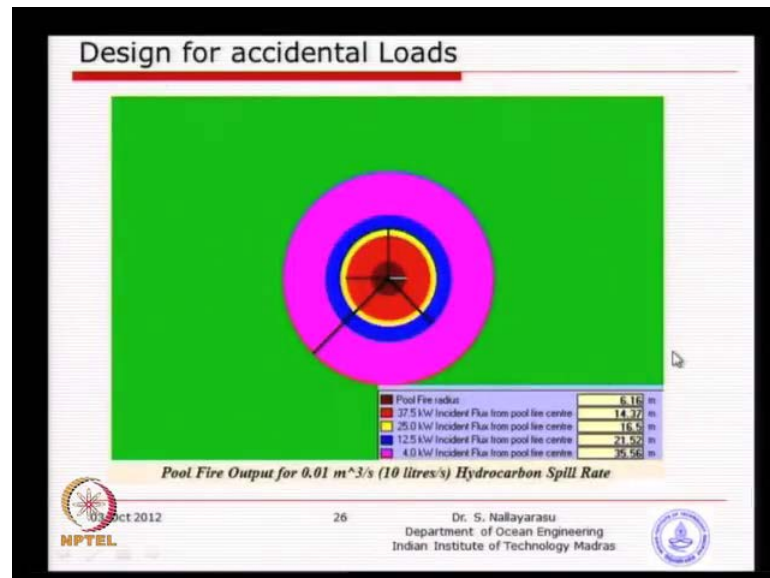 Design for accidental Loads
Pool Fire radius 6.16 m
37.5 kW Incident Flux from pool fire centre 14.37 m
25.0 kW Incident Flux from pool fire centre 16.5 m
12.5 kW Incident Flux from pool fire centre 21.52 m
4.0 kW Incident Flux from pool fire centre 35.56 m
Pool Fire Output for 0.01 m^3/s (10 litres/s) Hydrocarbon Spill Rate
03 Oct 2012
26
Dr. S. Nallayarasu
Department of Ocean Engineering
Indian Institute of Technology Madras
NPTEL